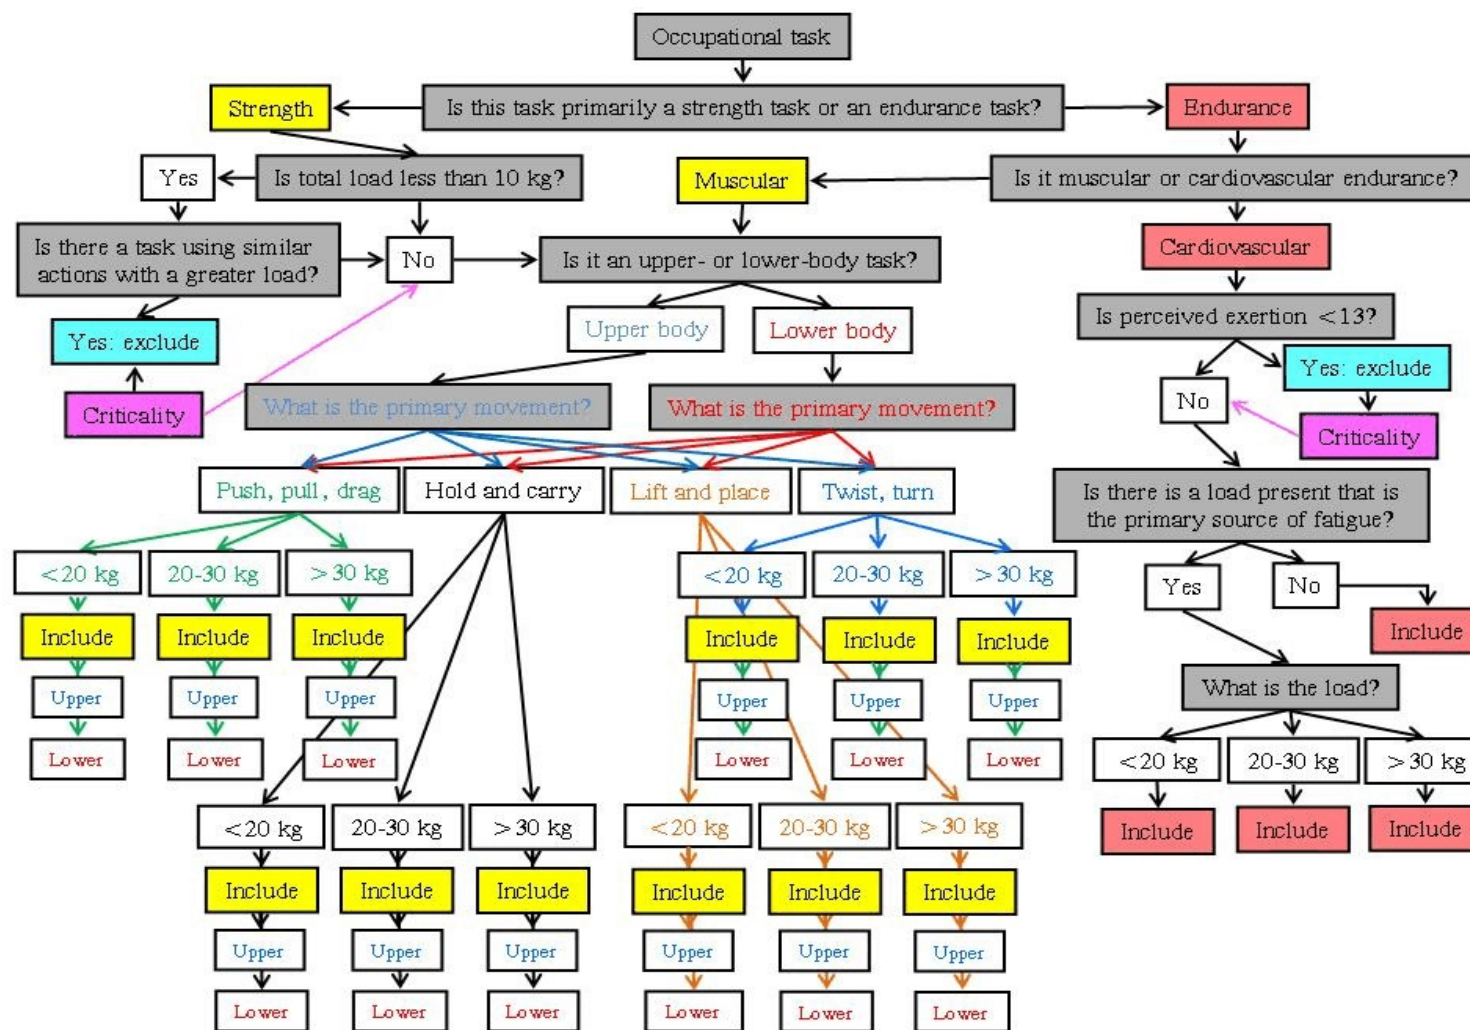 Occupational task
Strength
Is this task primarily a strength task or an endurance task?
Endurance
Yes
Is total load less than 10 kg?
Muscular
Is it muscular or cardiovascular endurance?
Is there a task using similar
actions with a greater load?
No
Is it an upper- or lower-body task?
Cardiovascular
Yes: exclude
Upper body
Lower body
Is perceived exertion <13?
Criticality
What is the primary movement?
What is the primary movement?
Yes: exclude
No
Criticality
Push, pull, drag
Hold and carry
Lift and place
Twist, turn
Is there is a load present that is
the primary source of fatigue?
<20 kg
20-30 kg
>30 kg
<20 kg
20-30 kg
>30 kg
Yes
No
Include
Include
Include
Include
Include
Include
Include
Upper
Upper
Upper
Upper
Upper
Upper
What is the load?
Lower
Lower
Lower
Lower
Lower
Lower
<20 kg
20-30 kg
>30 kg
<20 kg
20-30 kg
>30 kg
<20 kg
20-30 kg
>30 kg
Include
Include
Include
Include
Include
Include
Include
Include
Include
Upper
Upper
Upper
Upper
Upper
Upper
Lower
Lower
Lower
Lower
Lower
Lower